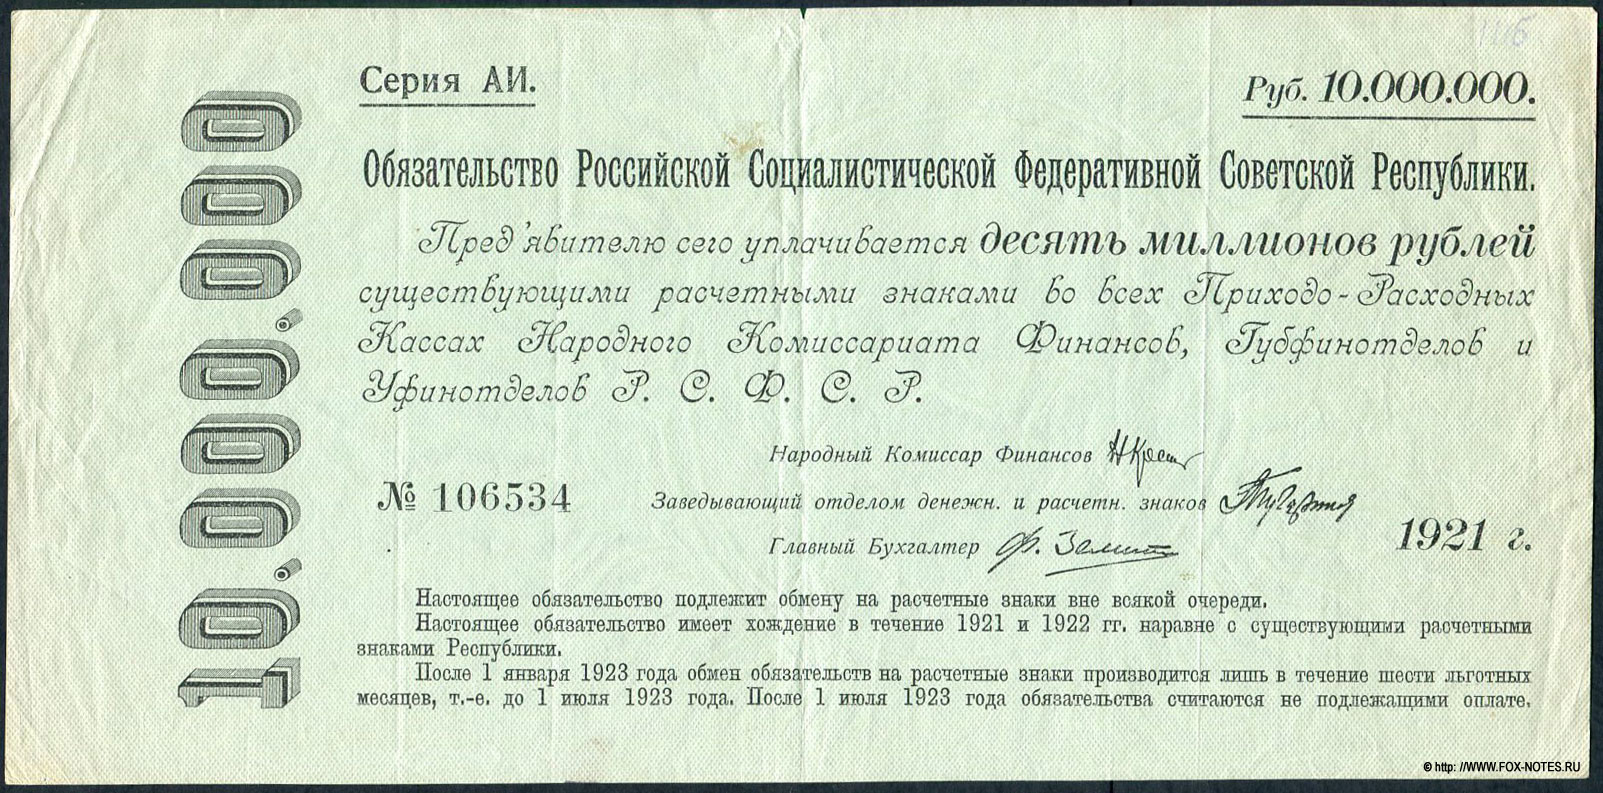 Серия АИ.
Руб. 10.000.000.
Обязательство Российской Социалистической Федеративной Советской Республики.
Пред'явителю сего уплачивается десять миллионов рублей
существующими расчетными знаками во всех Приходо-Расходных
Кассах Народного Комиссариата Финансов, Губфинотделов и
Уфинотделов Р. С. Ф. С. Р.
Народный Комиссар Финансов
№ 106534
Заведывающий отделом денежн. и расчетн. знаков
Главный Бухгалтер
1921 г.
Настоящее обязательство подлежит обмену на расчетные знаки вне всякой очереди.
Настоящее обязательство имеет хождение в течение 1921 и 1922 гг. наравне с существующими расчетными
знаками Республики.
После 1 января 1923 года обмен обязательств на расчетные знаки производится лишь в течение шести льготных
месяцев, т.-е. до 1 июля 1923 года. После 1 июля 1923 года обязательства считаются не подлежащими оплате.
10.000.000
© http: //WWW.FOX-NOTES.RU